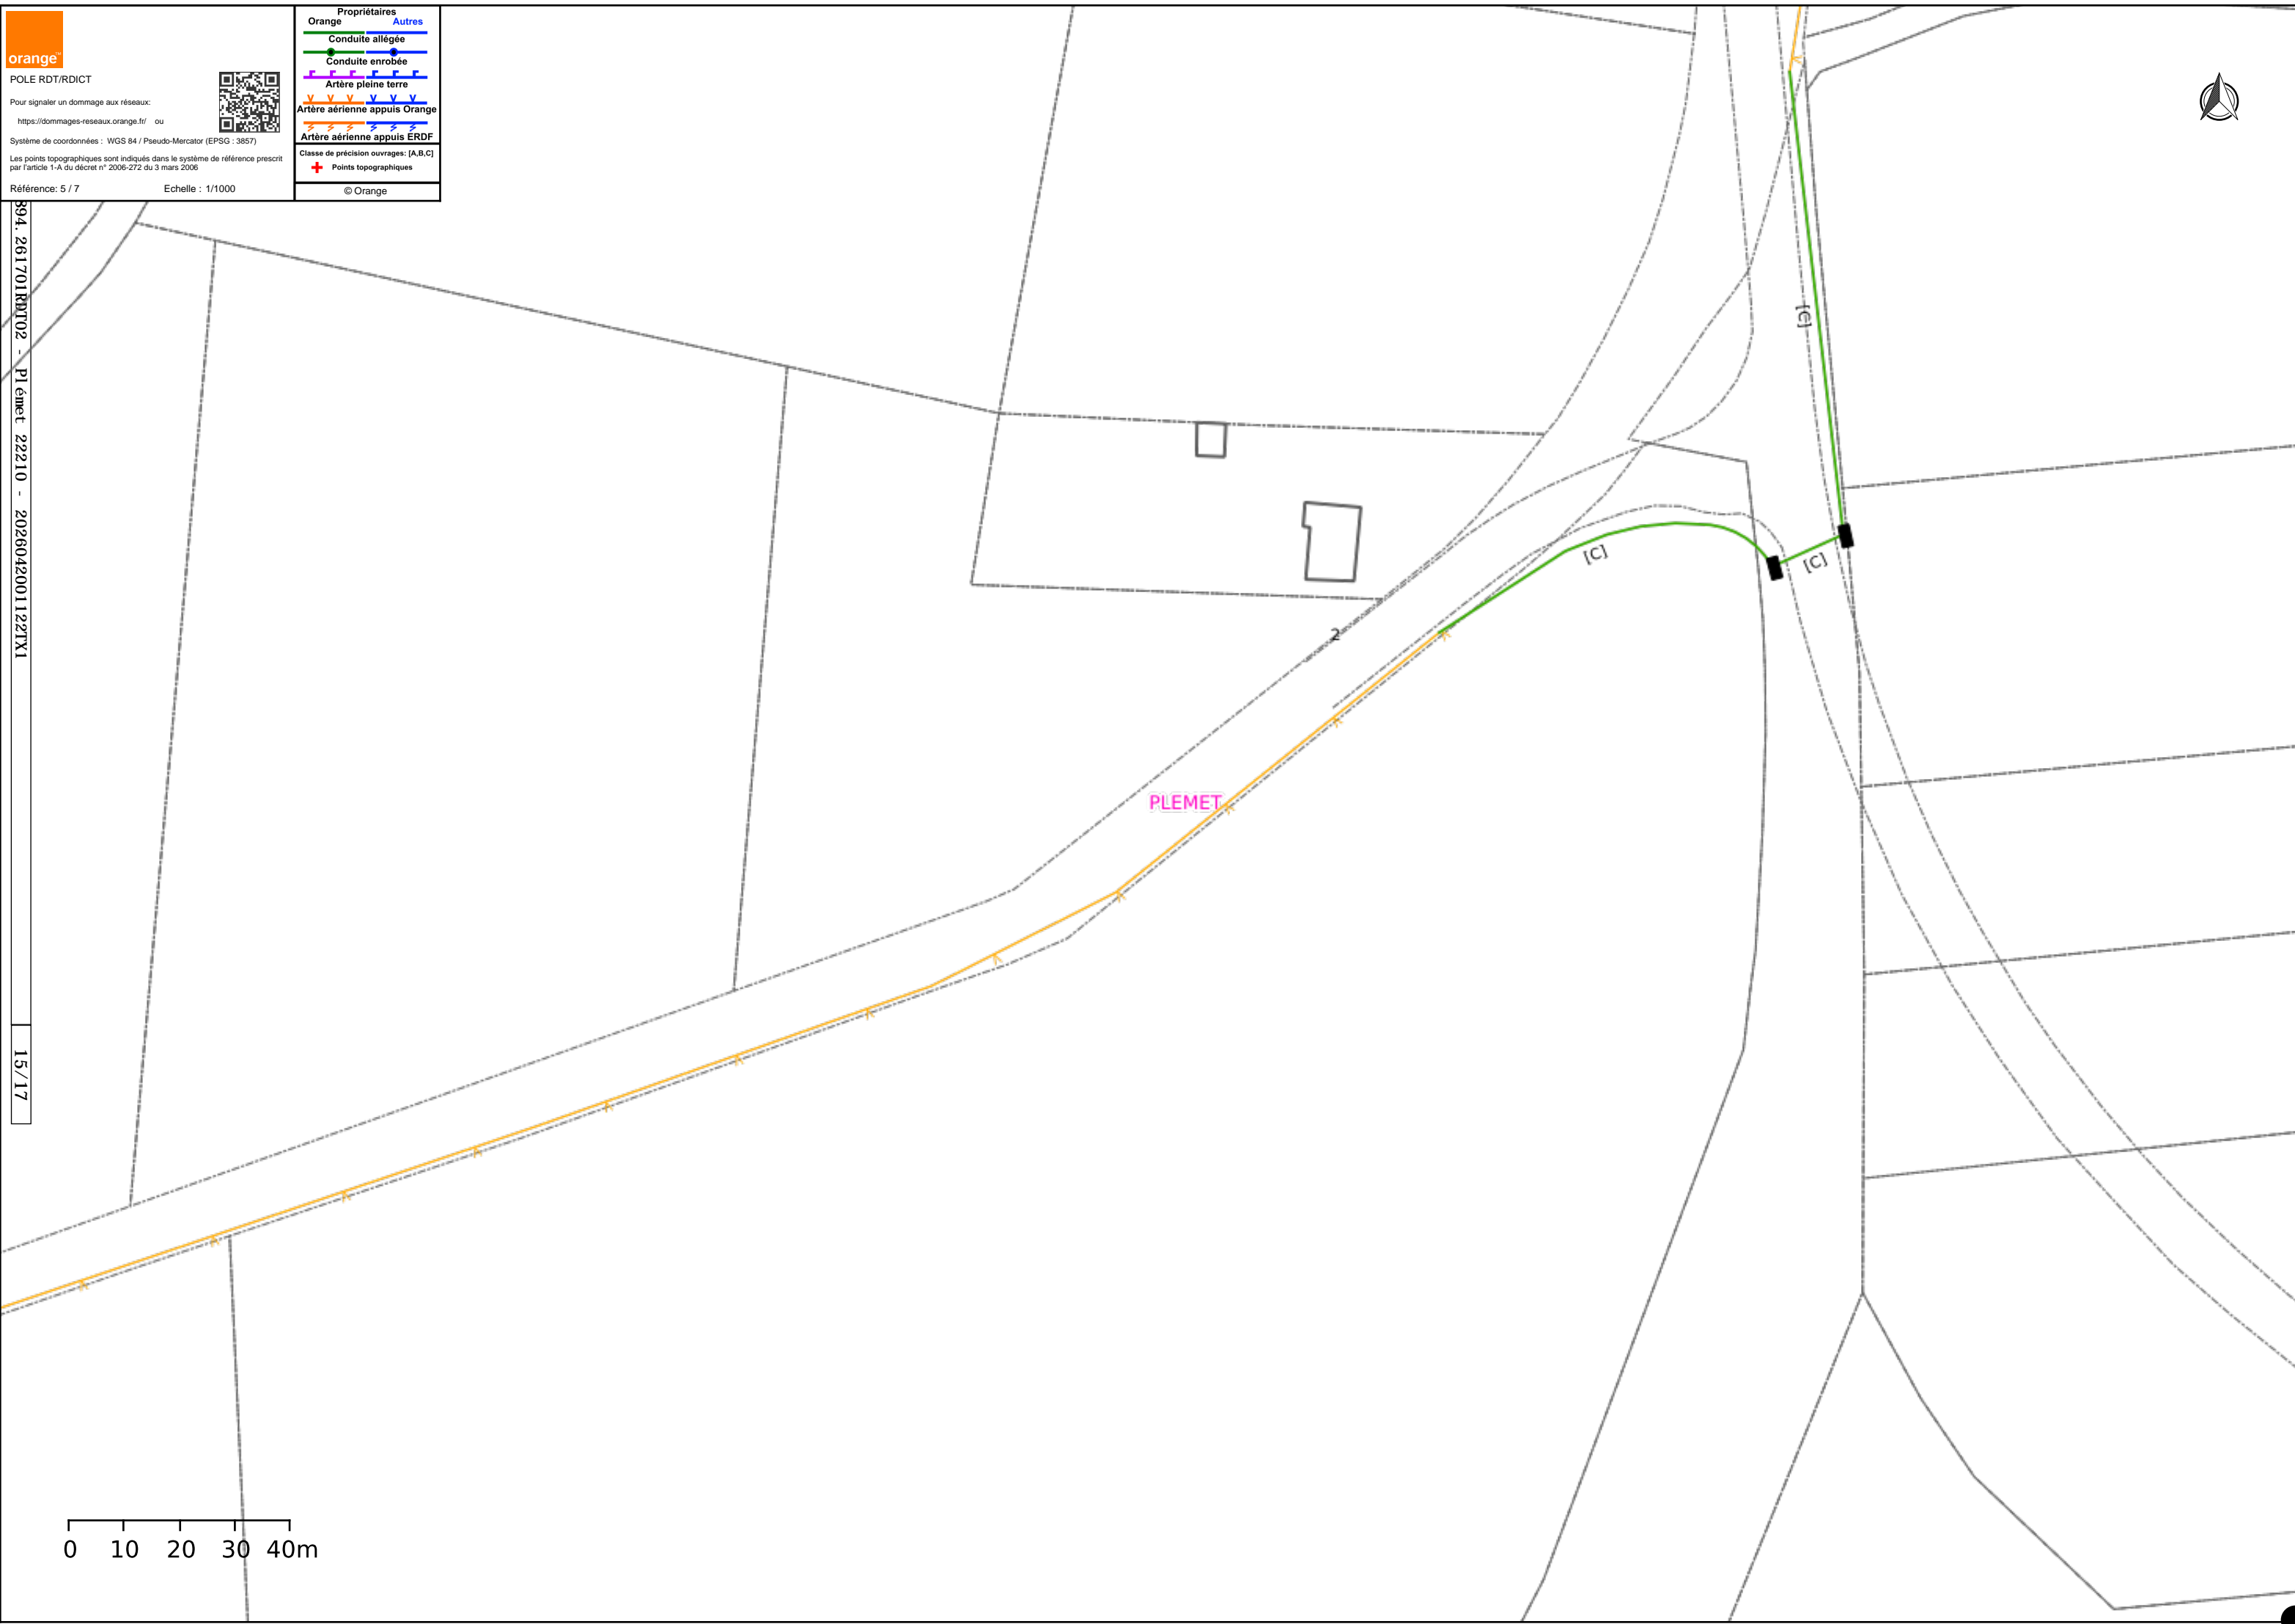 orange™
POLE RDT/RDICT
Pour signaler un dommage aux réseaux:
https://dommages-reseaux.orange.fr/ ou
Système de coordonnées : WGS 84 / Pseudo-Mercator (EPSG : 3857)
Les points topographiques sont indiqués dans le système de référence prescrit
par l'article 1-A du décret n° 2006-272 du 3 mars 2006
Référence: 5 / 7 Echelle : 1/1000
Propriétaires
Orange Autres
Conduite allégée
Conduite enrobée
Artère pleine terre
Artère aérienne appuis Orange
Artère aérienne appuis ERDF
Classe de précision ouvrages: [A,B,C]
Points topographiques
© Orange
894. 261701RDT02 - Plémet 22210 - 2026042001122TX1
15/17
[C]
[C]
[C]
2
PLEMET
0 10 20 30 40m